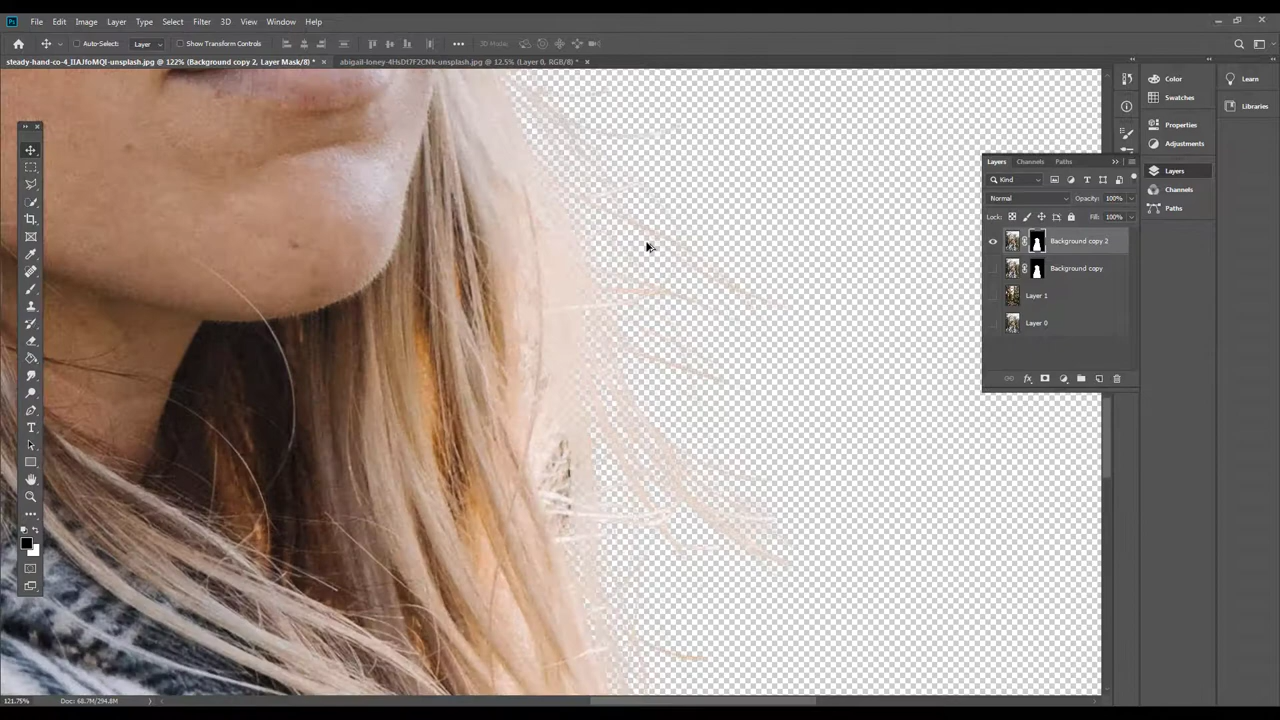 Ps File Edit Image Layer Type Select Filter 3D View Window Help
Auto-Select: Layer Show Transform Controls 3D Mode:
steady-hand-co-4_IIAJfoMQI-unsplash.jpg @ 122% (Background copy 2, Layer Mask/8) * × abigail-loney-4HsDI7F2CNk-unsplash.jpg @ 12.5% (Layer 0, RGB/8) * ×
Color
Swatches
Properties
Adjustments
Layers
Channels
Paths
Learn
Libraries
Layers Channels Paths
Kind
Normal Opacity: 100%
Lock: Fill: 100%
Background copy 2
Background copy
Layer 1
Layer 0
fx
121.75% Doc: 68.7M/294.8M